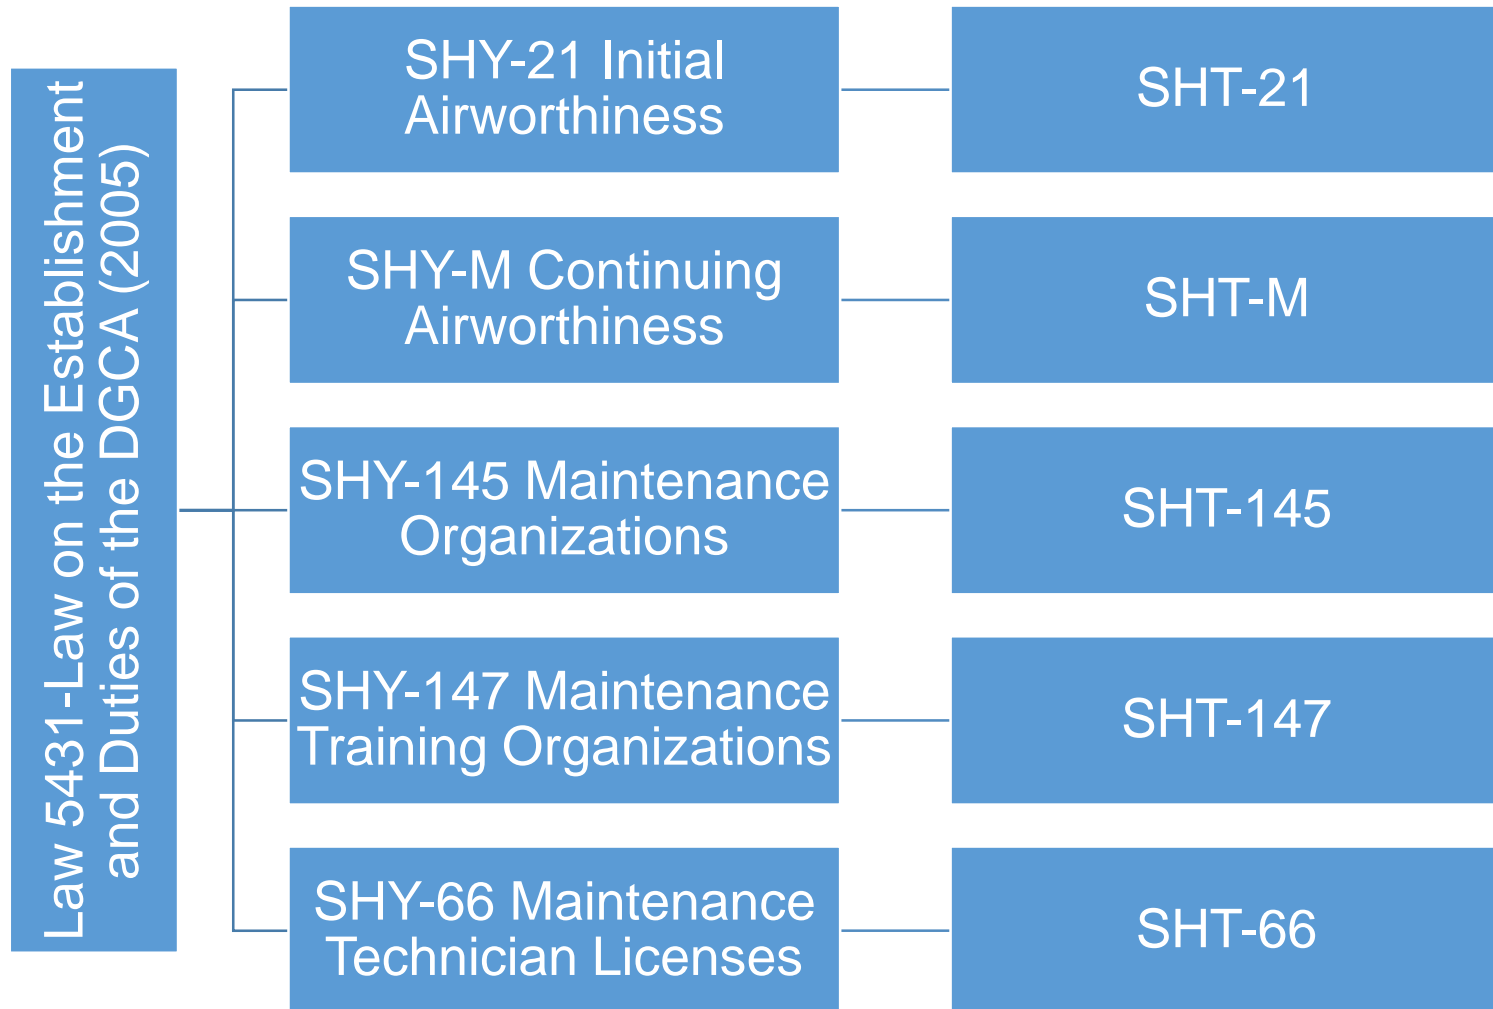 Law 5431-Law on the Establishment
and Duties of the DGCA (2005)
SHY-21 Initial
Airworthiness
SHT-21
SHY-M Continuing
Airworthiness
SHT-M
SHY-145 Maintenance
Organizations
SHT-145
SHY-147 Maintenance
Training Organizations
SHT-147
SHY-66 Maintenance
Technician Licenses
SHT-66